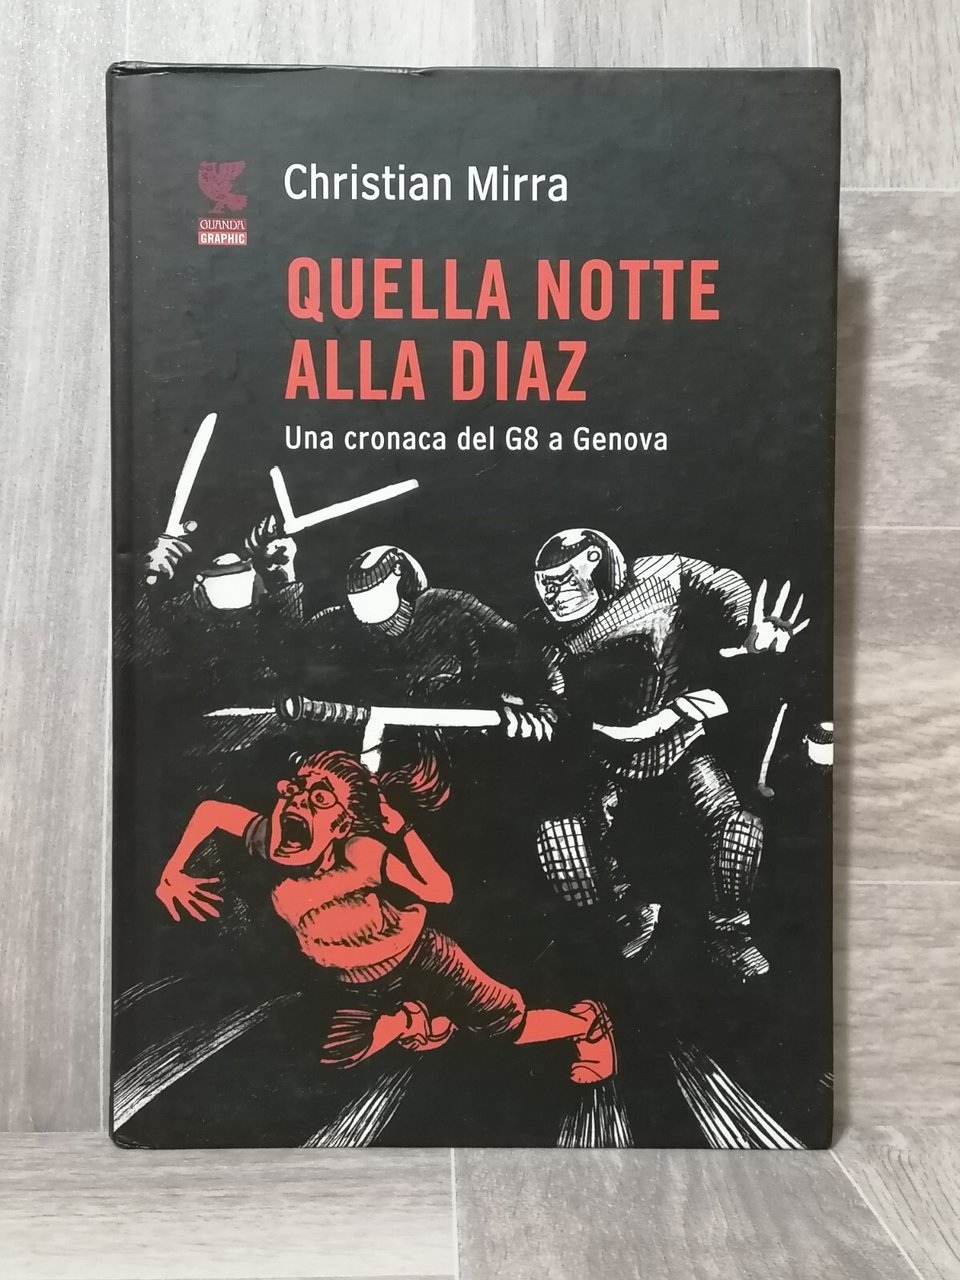 Christian Mirra
GUANDA
GRAPHIC
QUELLA NOTTE
ALLA DIAZ
Una cronaca del G8 a Genova